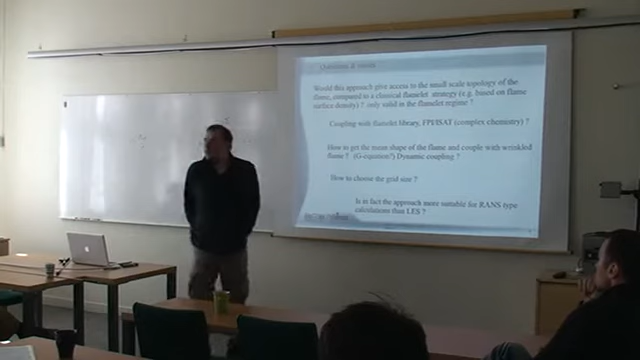 Questions & issues
Would this approach give access to the small scale topology of the
flame, compared to a classical flamelet strategy (e.g. based on flame
surface density) ? only valid in the flamelet regime ?
Coupling with flamelet library, FPI/ISAT (complex chemistry) ?
How to get the mean shape of the flame and couple with wrinkled
flame ? (G-equation?) Dynamic coupling ?
How to choose the grid size ?
Is in fact the approach more suitable for RANS type
calculations than LES ?